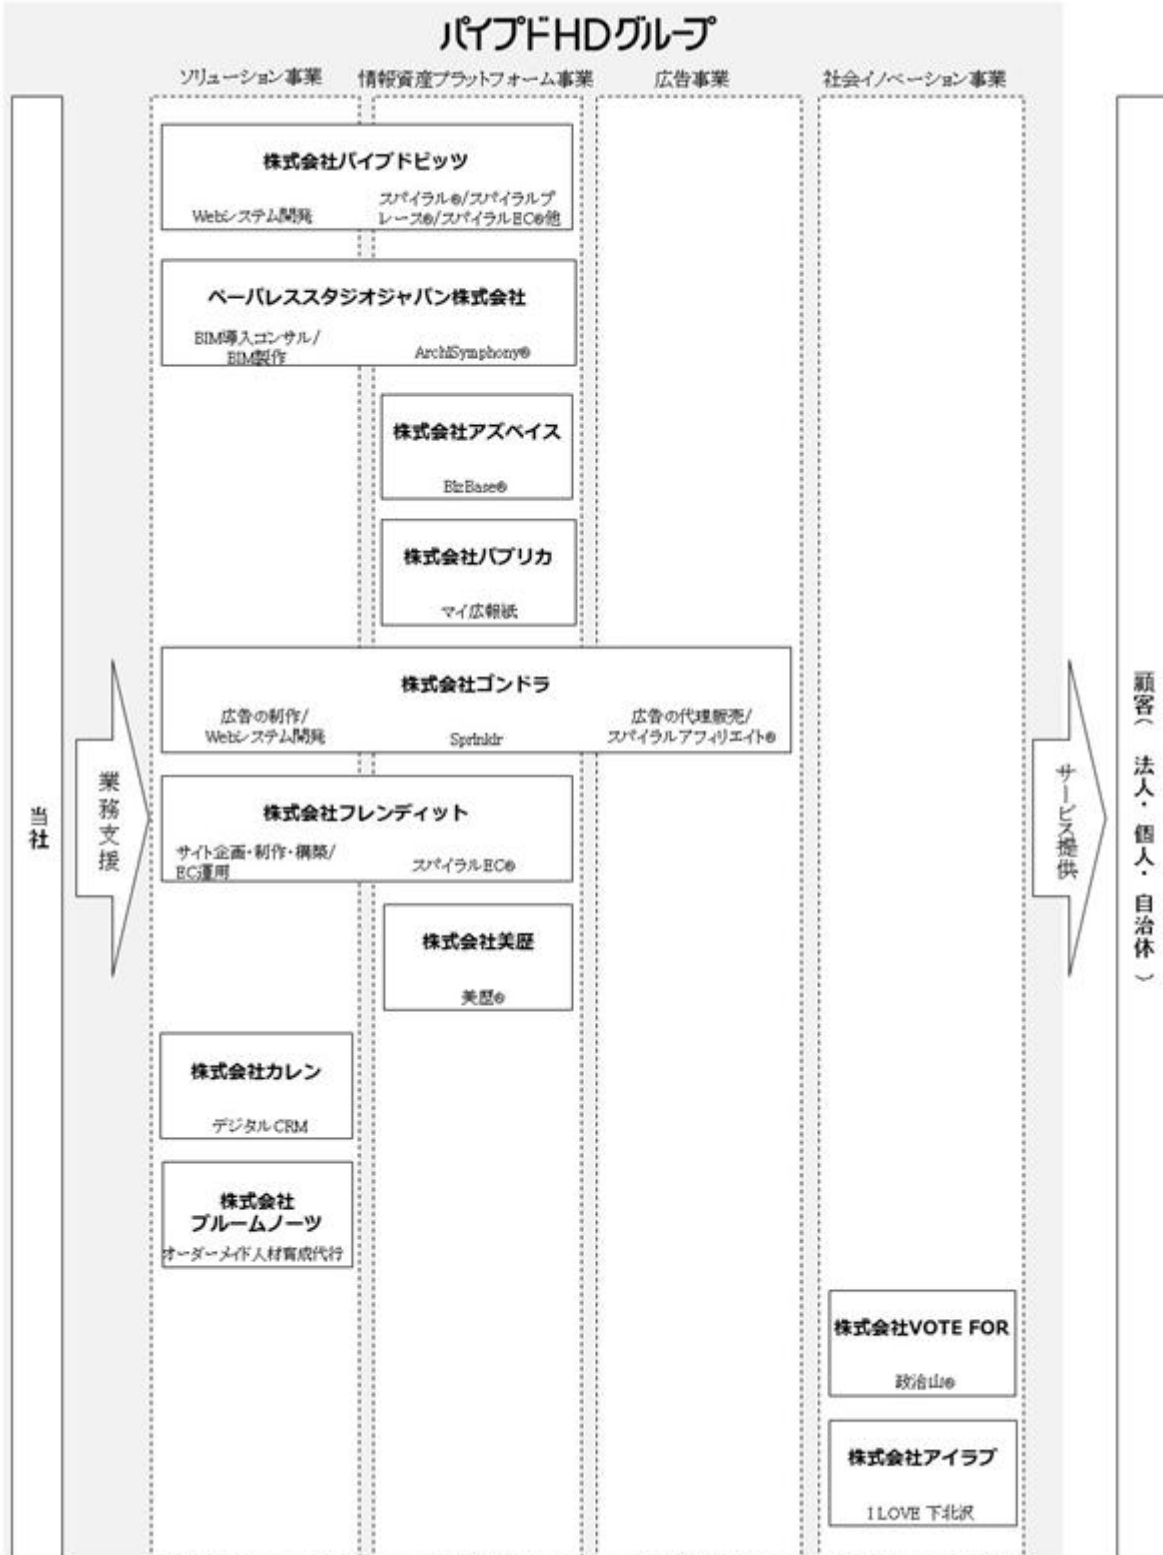 パイプドHDグループ
ソリューション事業
情報資産プラットフォーム事業
広告事業
社会イノベーション事業
株式会社パイプドビッツ
Webシステム開発
スパイラル®/スパイラルプ
レース®/スパイラルEC®他
ペーパレススタジオジャパン株式会社
BIM導入コンサル/
BIM製作
ArchiSymphony®
株式会社アズベイス
BizBase®
株式会社パブリカ
マイ広報紙
株式会社ゴンドラ
広告の制作/
Webシステム開発
Sprinklr
広告の代理販売/
スパイラルアフィリエイト®
株式会社フレンディット
サイト企画・制作・構築/
EC運用
スパイラルEC®
株式会社美歴
美歴®
株式会社カレン
デジタルCRM
株式会社
ブルームノーツ
オーダーメイド人材育成代行
株式会社VOTE FOR
政治山®
株式会社アイラブ
I LOVE 下北沢
当社
業務支援
サービス提供
顧客(法人・個人・自治体)